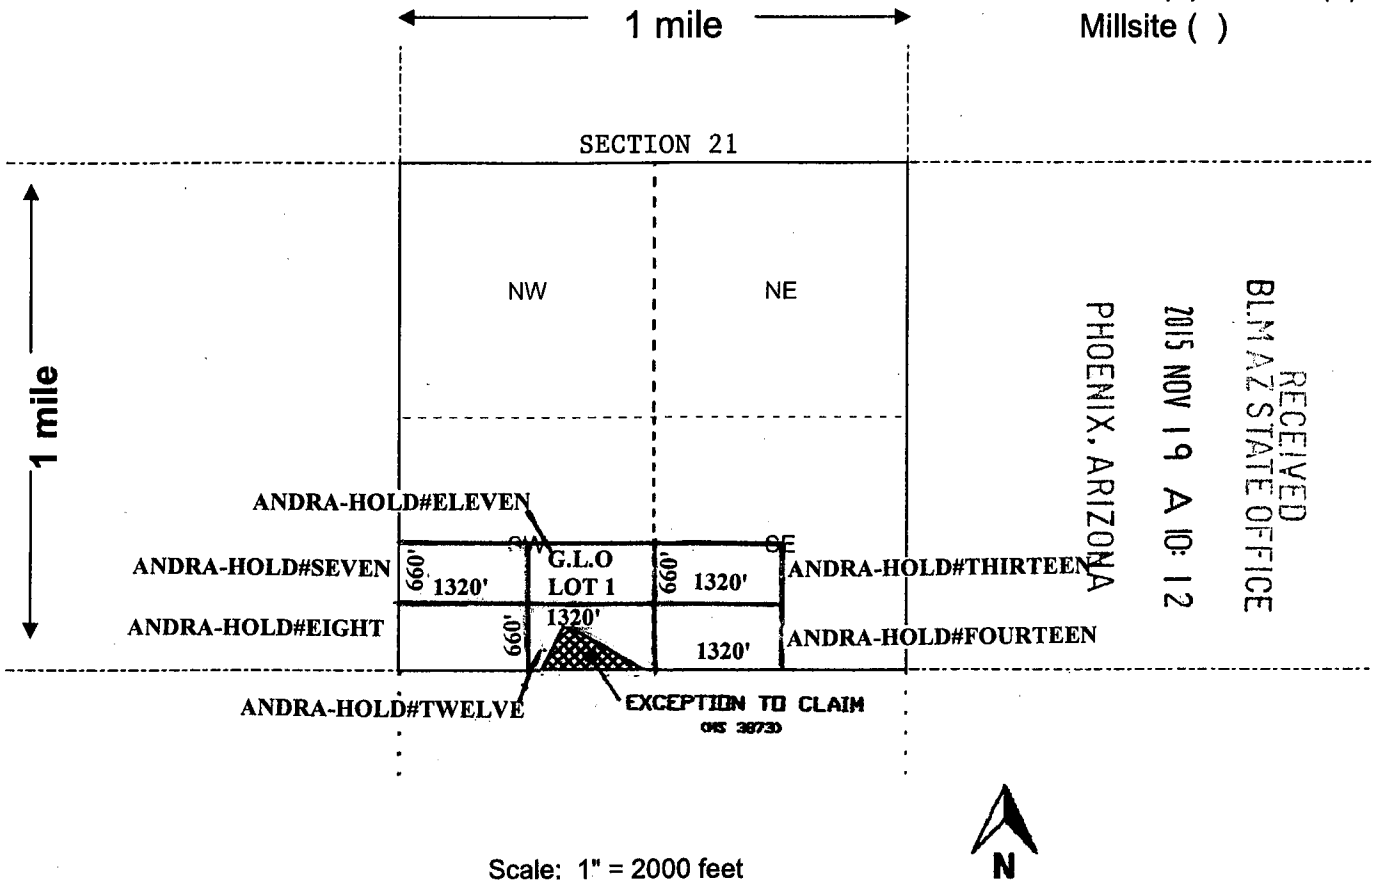 1 mile
Millsite ( )
SECTION 21
NW
NE
1 mile
RECEIVED
BLM AZ STATE OFFICE
2015 NOV 19 A 10: 12
PHOENIX, ARIZONA
ANDRA-HOLD#ELEVEN
SW
SE
ANDRA-HOLD#SEVEN
660'
1320'
G.L.O
LOT 1
660'
1320'
ANDRA-HOLD#THIRTEEN
ANDRA-HOLD#EIGHT
660'
1320'
1320'
ANDRA-HOLD#FOURTEEN
ANDRA-HOLD#TWELVE
EXCEPTION TO CLAIM
(MS 3873)
N
Scale: 1" = 2000 feet